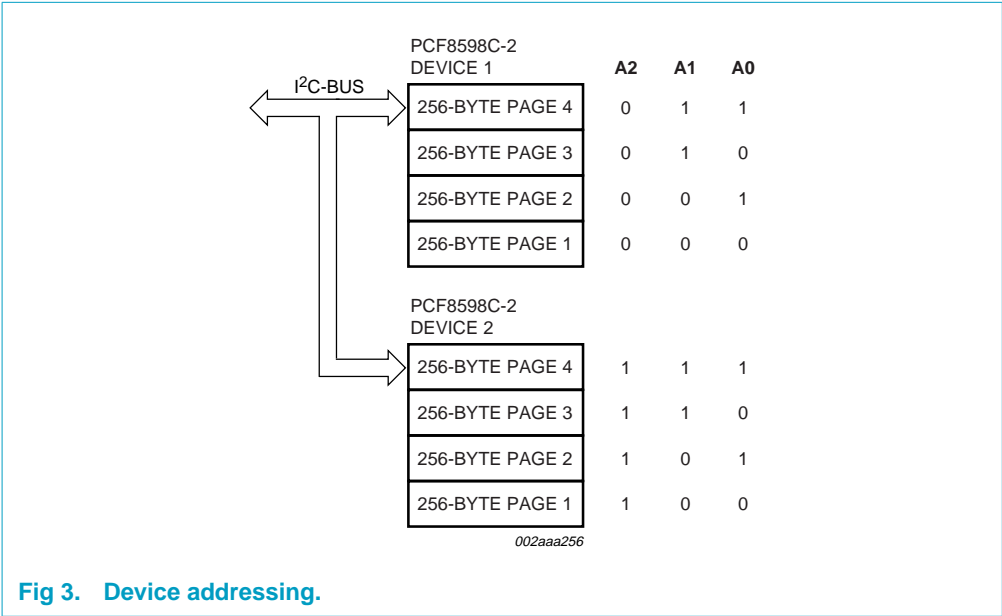 PCF8598C-2
DEVICE 1 A2 A1 A0
I2C-BUS
256-BYTE PAGE 4 0 1 1
256-BYTE PAGE 3 0 1 0
256-BYTE PAGE 2 0 0 1
256-BYTE PAGE 1 0 0 0
PCF8598C-2
DEVICE 2
256-BYTE PAGE 4 1 1 1
256-BYTE PAGE 3 1 1 0
256-BYTE PAGE 2 1 0 1
256-BYTE PAGE 1 1 0 0
002aaa256
Fig 3. Device addressing.